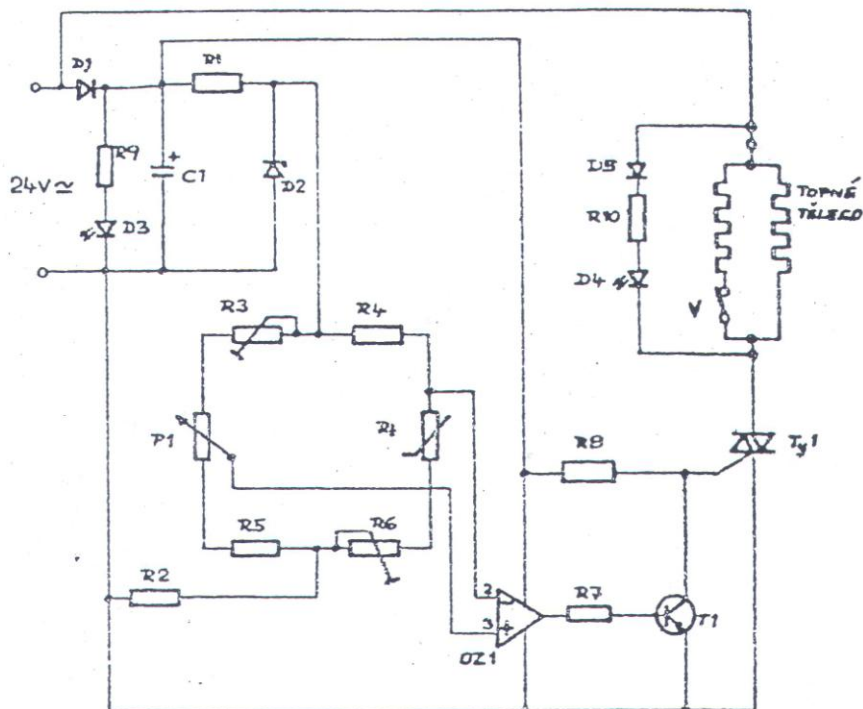 D1
R1
R9
+
C1
D2
24V ≃
D3
D5
R10
D4
TOPNÉ
TĚLESO
V
R3
R4
P1
Rt
R8
Ty1
R5
R6
R2
2
-
3
+
OZ1
R7
T1